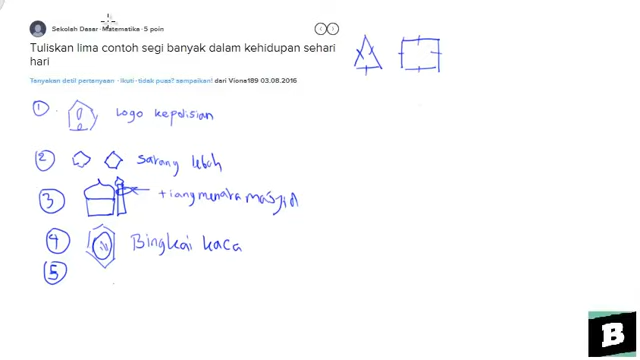 Sekolah Dasar · Matematika · 5 poin
Tuliskan lima contoh segi banyak dalam kehidupan sehari
hari
Tanyakan detil pertanyaan · Ikuti · tidak puas? sampaikan! dari Viona189 03.08.2016
1 Logo kepolisian
2 Sarang lebah
3 tiang menara masjid
4 Bingkai kaca
5
B